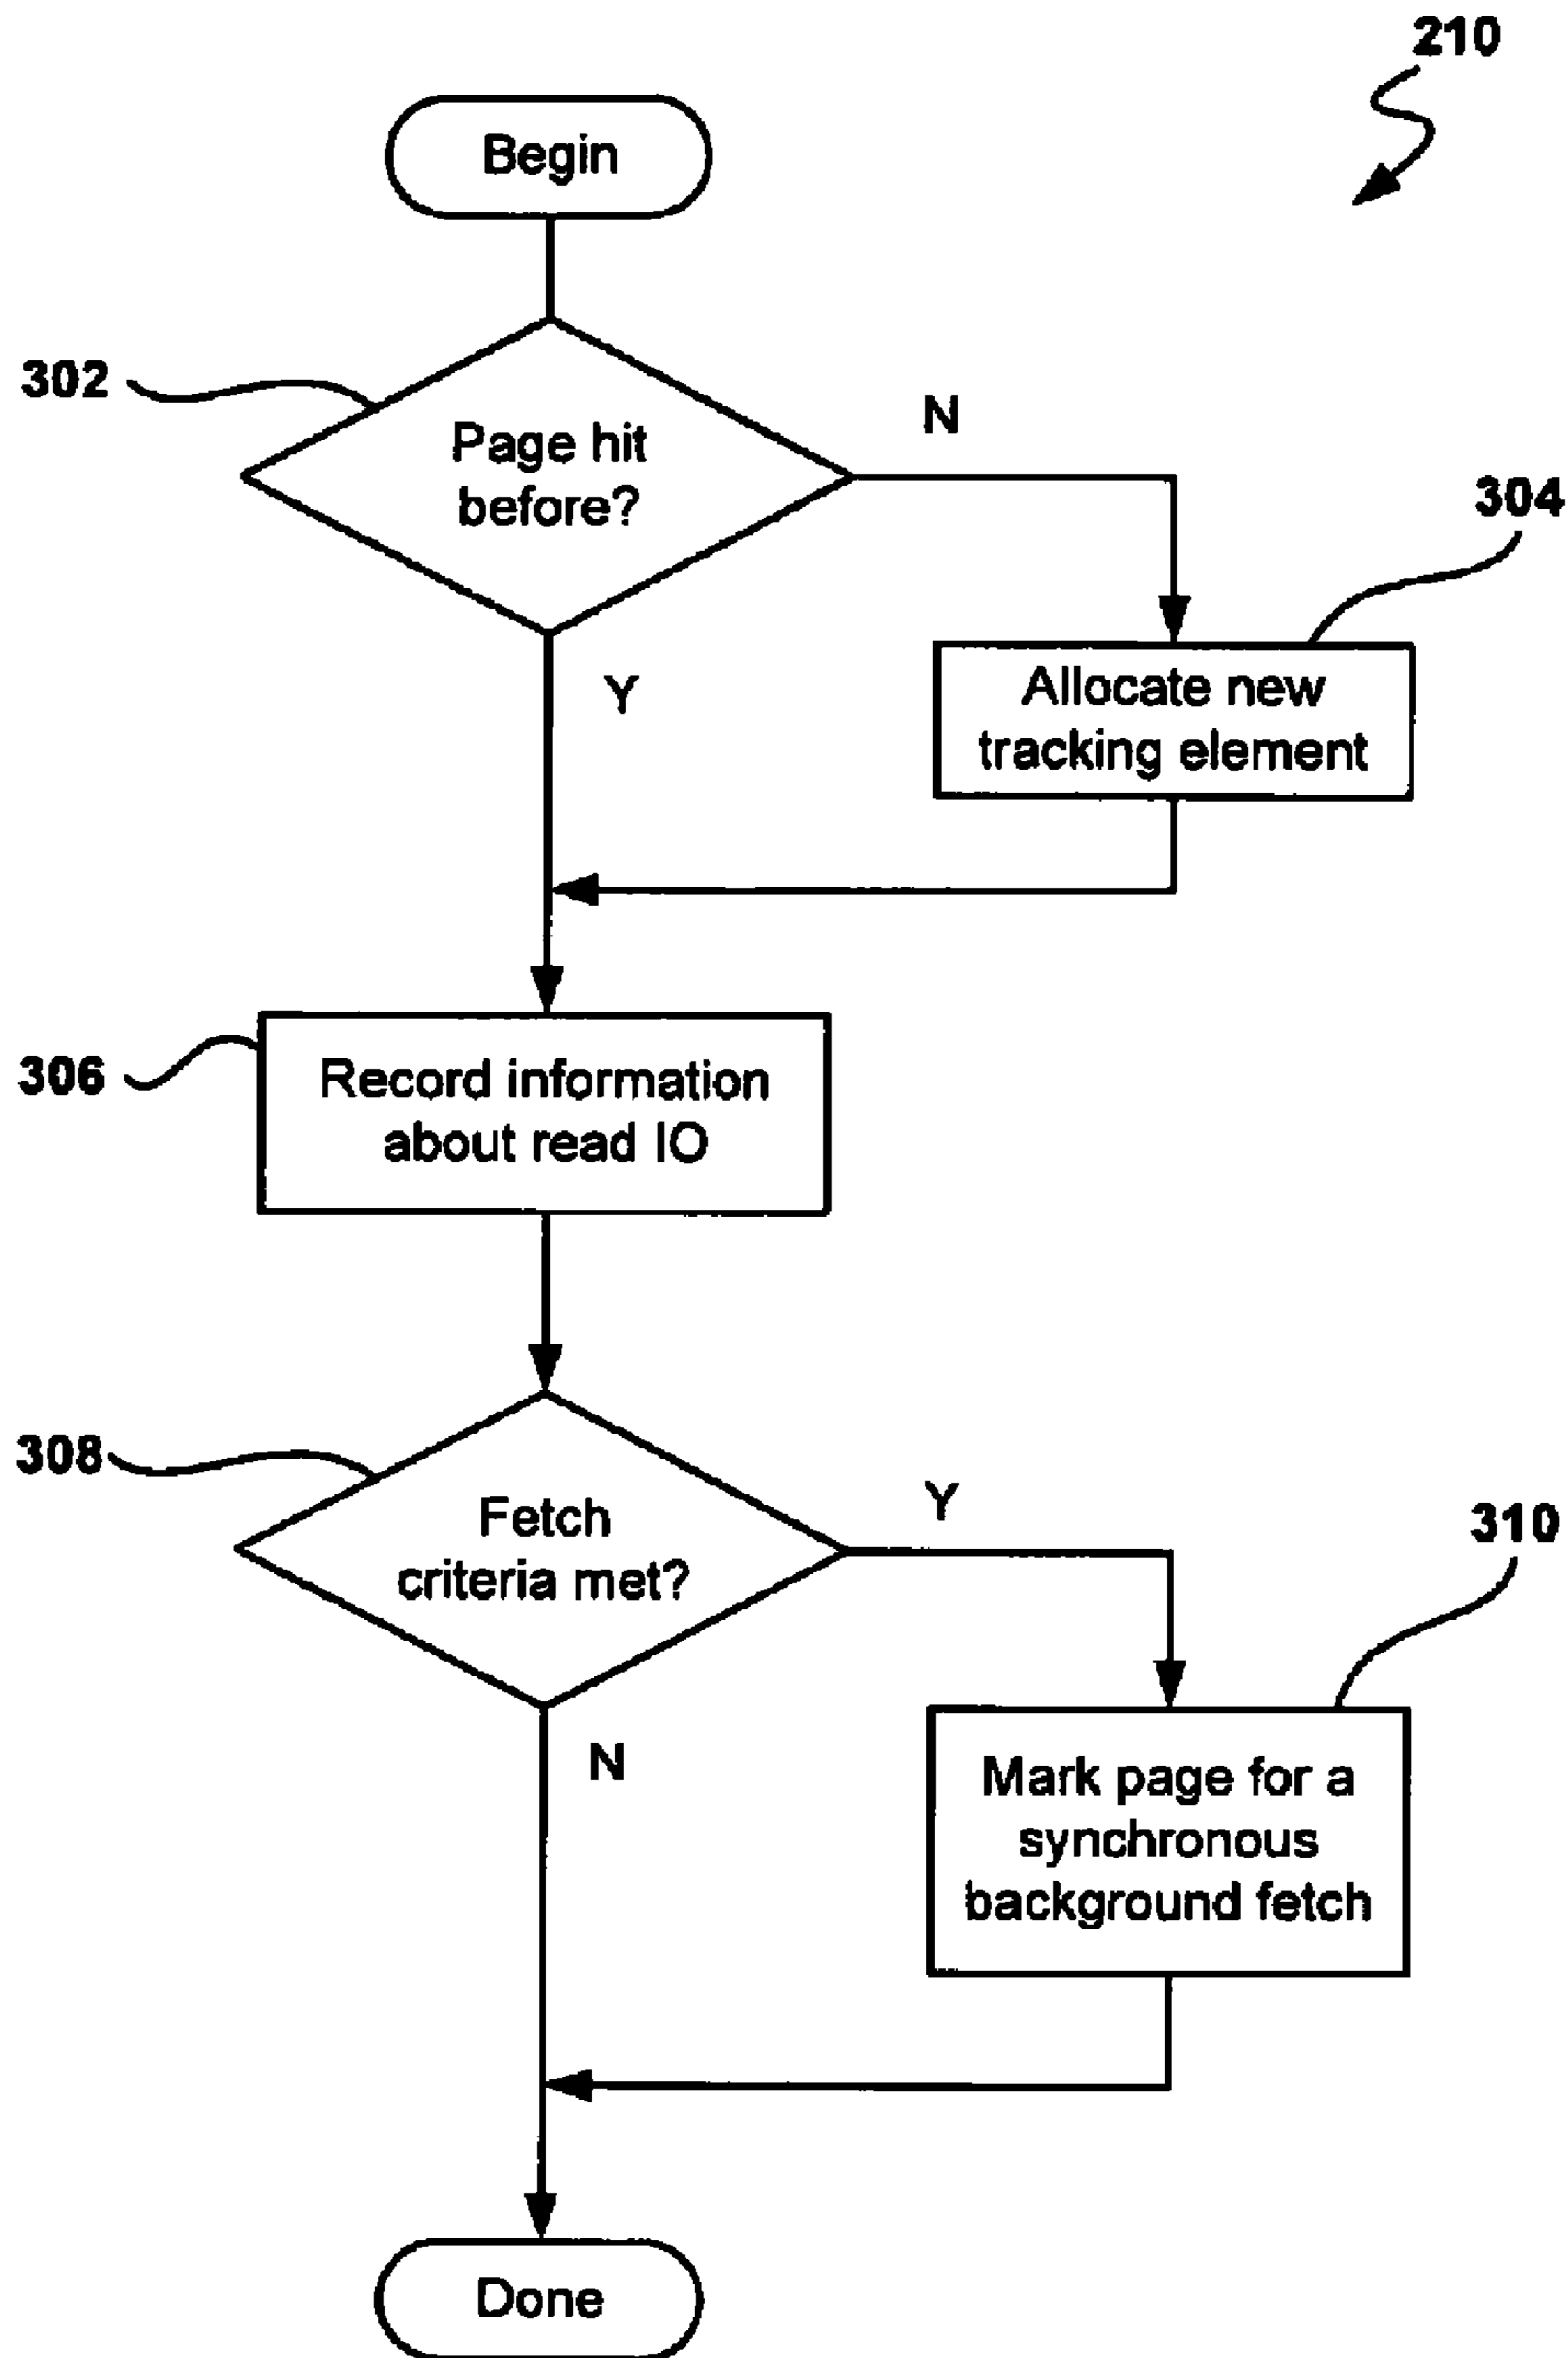 210
Begin
302
Page hit
before?
N
304
Allocate new
tracking element
Y
306
Record information
about read IO
308
Fetch
criteria met?
Y
310
Mark page for a
synchronous
background fetch
N
Done